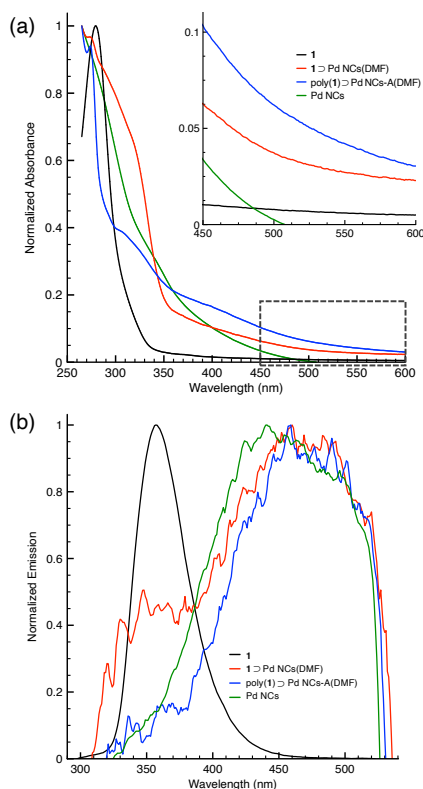 (a)
1
1 ⊃ Pd NCs(DMF)
poly(1) ⊃ Pd NCs-A(DMF)
Pd NCs
0.1
0.05
0
450
500
550
600
1
0.8
0.6
0.4
0.2
0
Normalized Absorbance
250
300
350
400
450
500
550
600
Wavelength (nm)
(b)
1
0.8
0.6
0.4
0.2
0
Normalized Emission
1
1 ⊃ Pd NCs(DMF)
poly(1) ⊃ Pd NCs-A(DMF)
Pd NCs
300
350
400
450
500
Wavelength (nm)